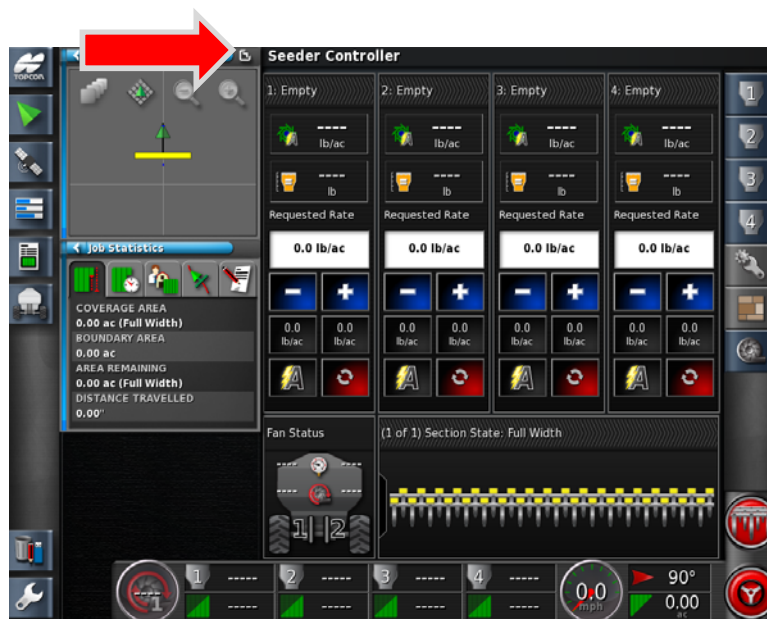 TOPCON
Seeder Controller
1: Empty
2: Empty
3: Empty
4: Empty
1
2
3
4
----
lb/ac
----
lb/ac
----
lb/ac
----
lb/ac
----
lb
----
lb
----
lb
----
lb
Requested Rate
Requested Rate
Requested Rate
Requested Rate
0.0 lb/ac
0.0 lb/ac
0.0 lb/ac
0.0 lb/ac
0.0 lb/ac
0.0 lb/ac
0.0 lb/ac
0.0 lb/ac
0.0 lb/ac
0.0 lb/ac
0.0 lb/ac
0.0 lb/ac
A
A
A
A
Job Statistics
COVERAGE AREA
0.00 ac (Full Width)
BOUNDARY AREA
0.00 ac
AREA REMAINING
0.00 ac (Full Width)
DISTANCE TRAVELLED
0.00"
Fan Status
---- ----
---- ----
1 2
(1 of 1) Section State: Full Width
1
1 -----
2 -----
3 -----
4 -----
-----
-----
-----
-----
0.0
mph
90°
0.00
ac